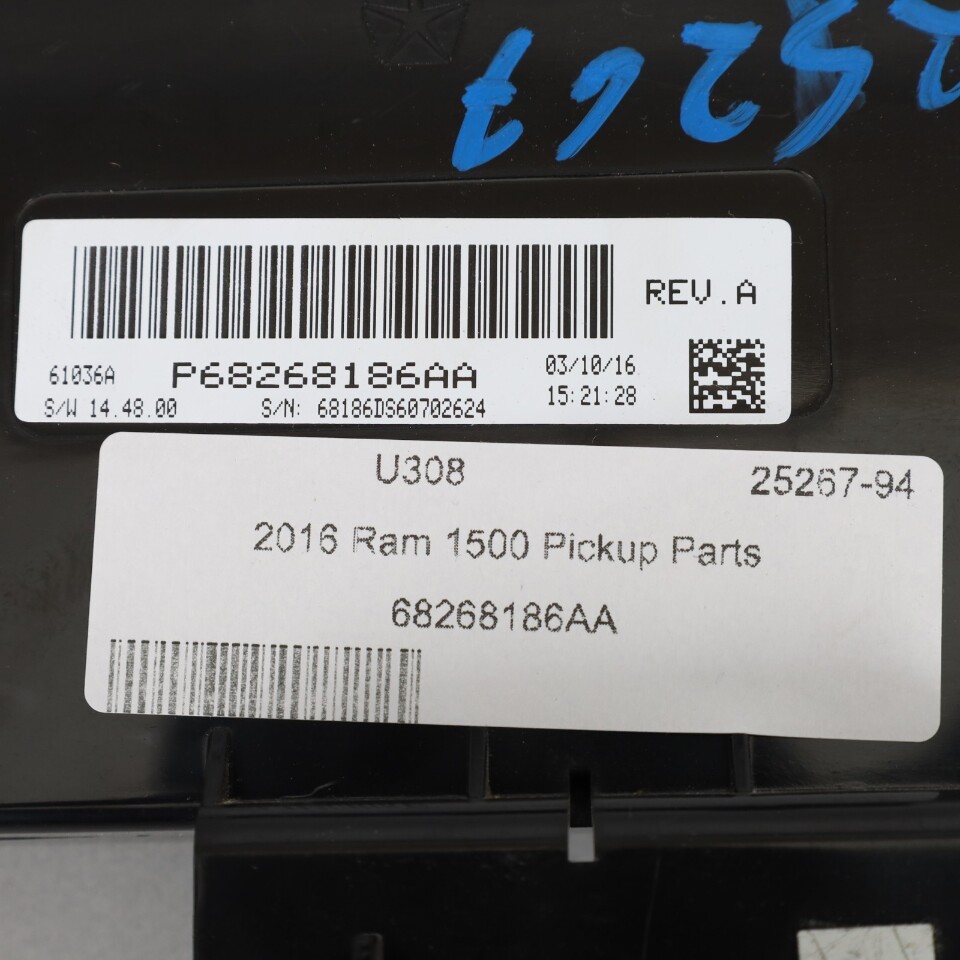 25267
REV.A
61036A P68268186AA 03/10/16
S/W 14.48.00 S/N: 68186DS60702624 15:21:28
U308 25267-94
2016 Ram 1500 Pickup Parts
68268186AA